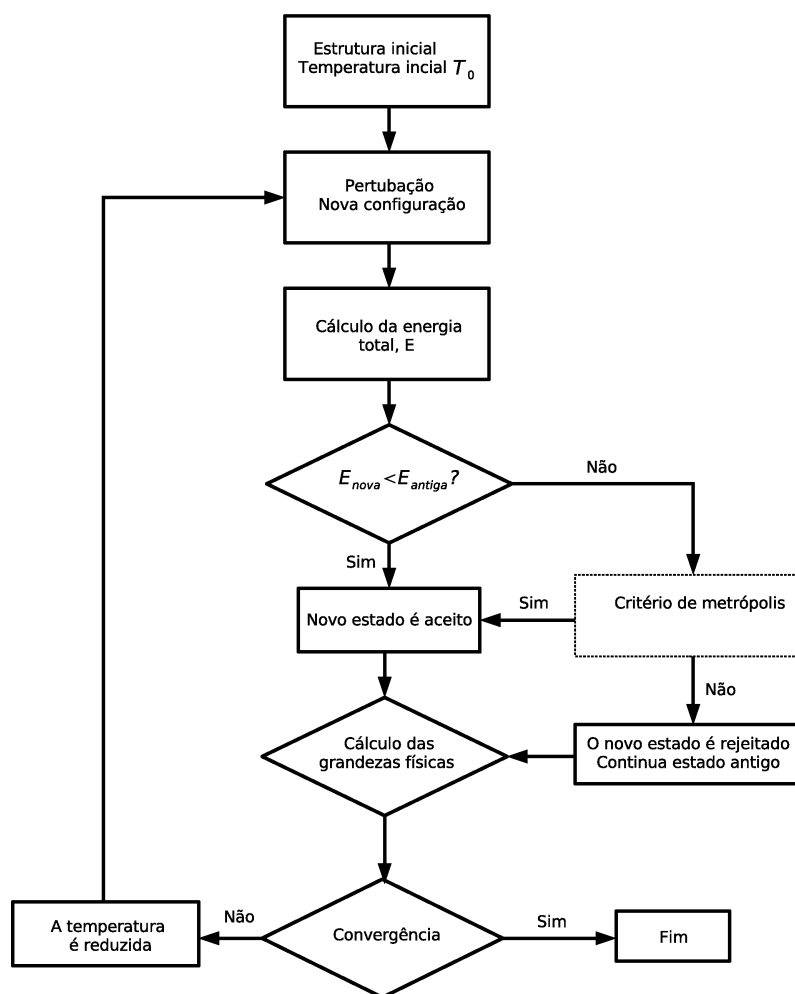 Estrutura inicial
Temperatura incial T₀
Pertubação
Nova configuração
Cálculo da energia
total, E
E_nova < E_antiga ?
Não
Sim
Novo estado é aceito
Sim
Critério de metrópolis
Não
O novo estado é rejeitado
Continua estado antigo
Cálculo das
grandezas físicas
Não
Convergência
Sim
A temperatura
é reduzida
Fim